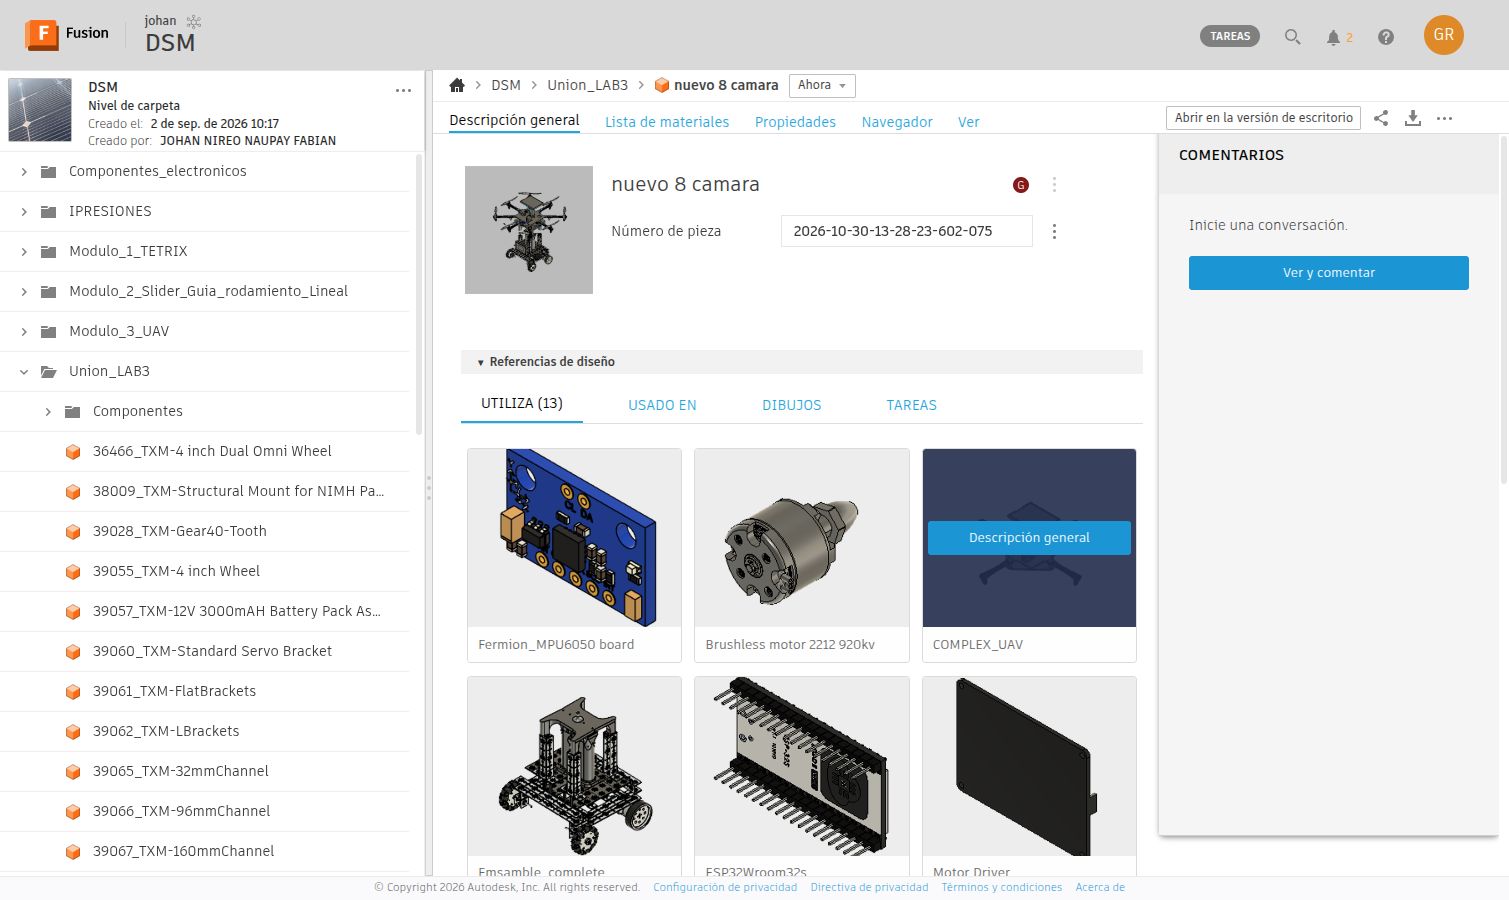 Fusion
johan
DSM
TAREAS
2
GR
DSM
Nivel de carpeta
Creado el: 2 de sep. de 2026 10:17
Creado por: JOHAN NIREO NAUPAY FABIAN
Componentes_electronicos
IPRESIONES
Modulo_1_TETRIX
Modulo_2_Slider_Guia_rodamiento_Lineal
Modulo_3_UAV
Union_LAB3
Componentes
36466_TXM-4 inch Dual Omni Wheel
38009_TXM-Structural Mount for NIMH Pa...
39028_TXM-Gear40-Tooth
39055_TXM-4 inch Wheel
39057_TXM-12V 3000mAH Battery Pack As...
39060_TXM-Standard Servo Bracket
39061_TXM-FlatBrackets
39062_TXM-LBrackets
39065_TXM-32mmChannel
39066_TXM-96mmChannel
39067_TXM-160mmChannel
DSM > Union_LAB3 > nuevo 8 camara Ahora
Descripción general Lista de materiales Propiedades Navegador Ver
Abrir en la versión de escritorio
nuevo 8 camara
G
Número de pieza 2026-10-30-13-28-23-602-075
Referencias de diseño
UTILIZA (13) USADO EN DIBUJOS TAREAS
Fermion_MPU6050 board
Brushless motor 2212 920kv
Descripción general
COMPLEX_UAV
Emsamble_complete
ESP32Wroom32s
Motor Driver
COMENTARIOS
Inicie una conversación.
Ver y comentar
© Copyright 2026 Autodesk, Inc. All rights reserved. Configuración de privacidad Directiva de privacidad Términos y condiciones Acerca de